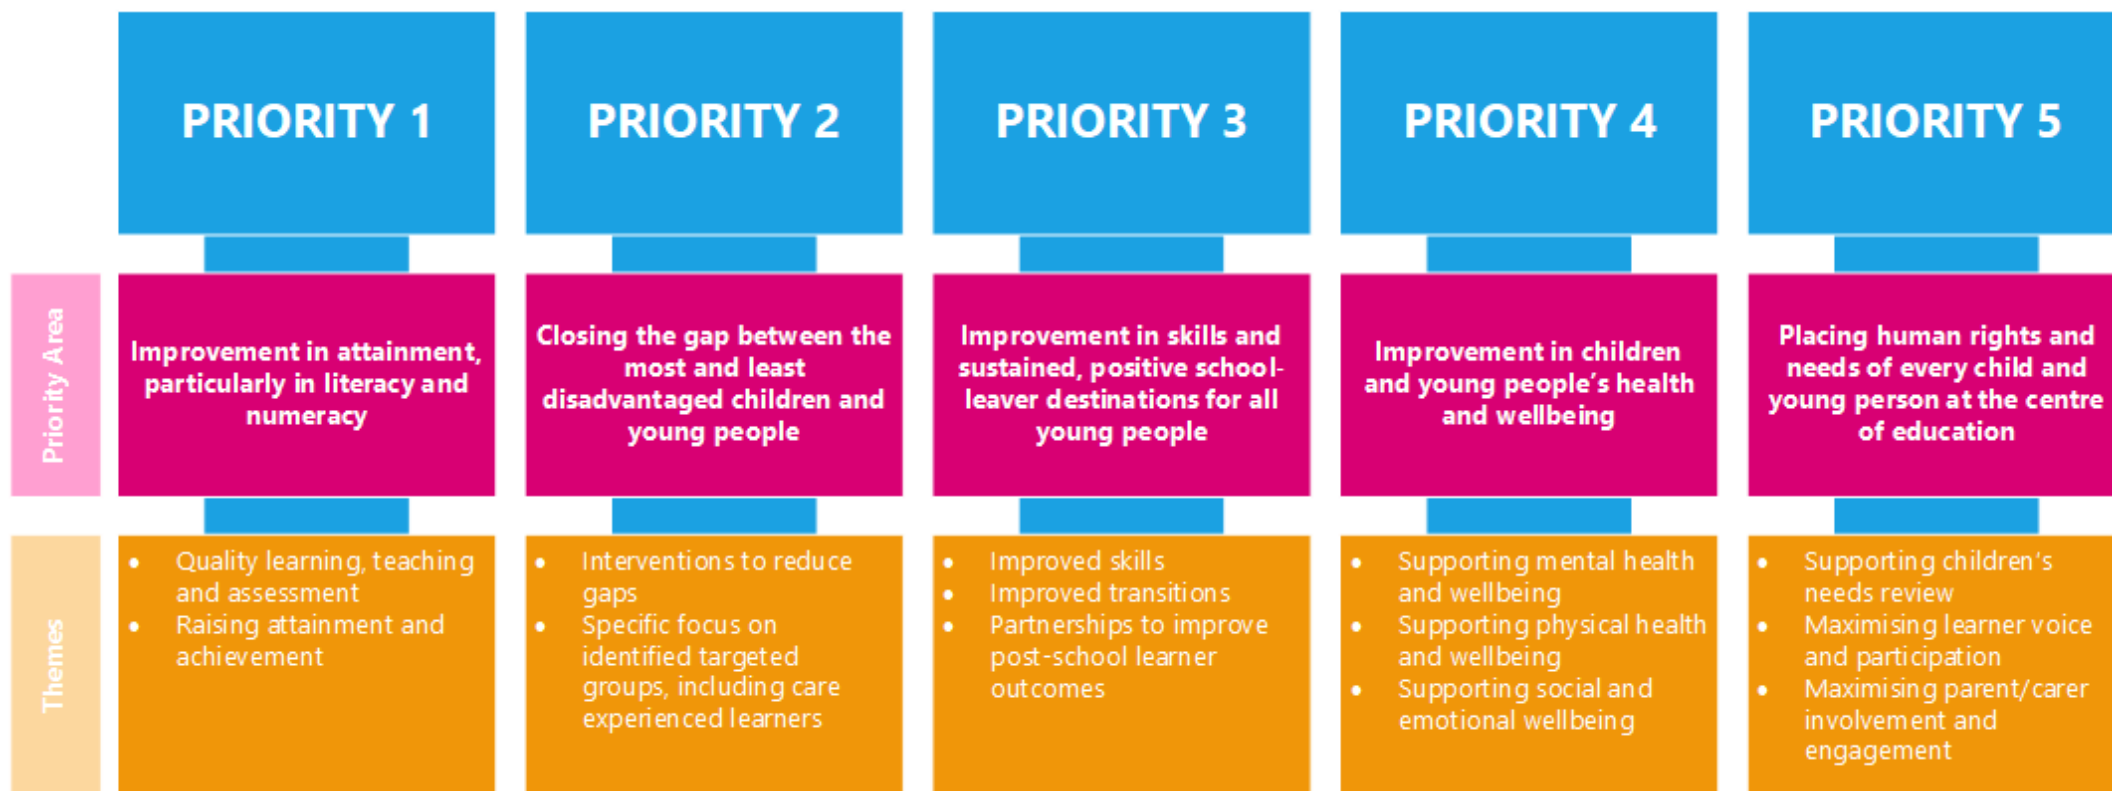 PRIORITY 1
PRIORITY 2
PRIORITY 3
PRIORITY 4
PRIORITY 5
Priority Area
Improvement in attainment,
particularly in literacy and
numeracy
Closing the gap between the
most and least
disadvantaged children and
young people
Improvement in skills and
sustained, positive school-
leaver destinations for all
young people
Improvement in children
and young people’s health
and wellbeing
Placing human rights and
needs of every child and
young person at the centre
of education
Themes
• Quality learning, teaching
and assessment
• Raising attainment and
achievement
• Interventions to reduce
gaps
• Specific focus on
identified targeted
groups, including care
experienced learners
• Improved skills
• Improved transitions
• Partnerships to improve
post-school learner
outcomes
• Supporting mental health
and wellbeing
• Supporting physical health
and wellbeing
• Supporting social and
emotional wellbeing
• Supporting children’s
needs review
• Maximising learner voice
and participation
• Maximising parent/carer
involvement and
engagement